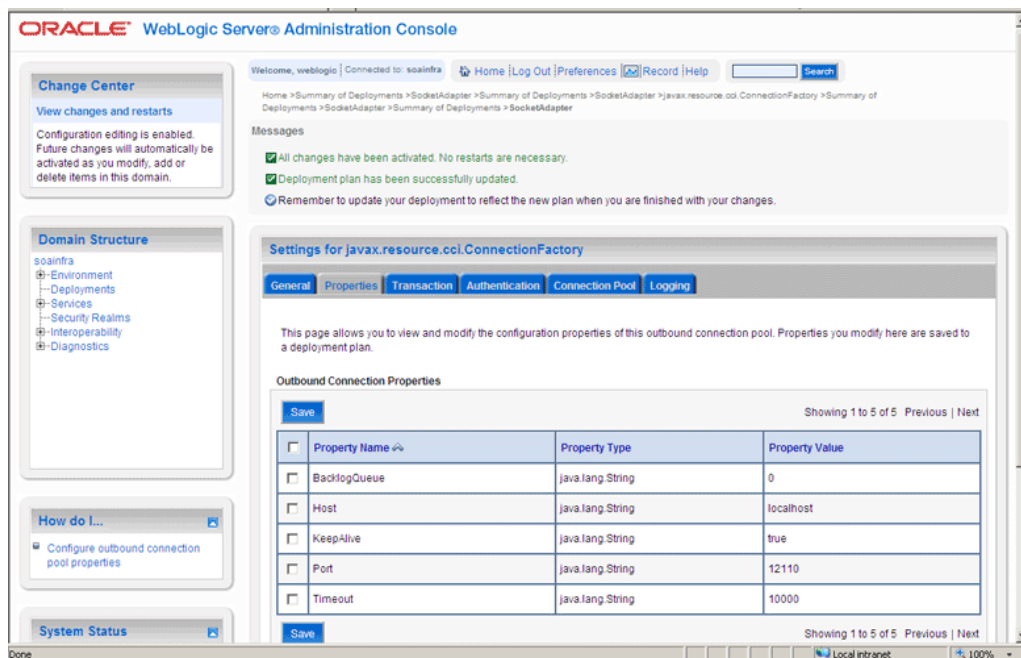 ORACLE® WebLogic Server® Administration Console
Change Center
View changes and restarts
Configuration editing is enabled.
Future changes will automatically be
activated as you modify, add or
delete items in this domain.
Domain Structure
soainfra
Environment
Deployments
Services
Security Realms
Interoperability
Diagnostics
How do I...
Configure outbound connection
pool properties
System Status
Welcome, weblogic Connected to: soainfra Home Log Out Preferences Record Help Search
Home >Summary of Deployments >SocketAdapter >Summary of Deployments >SocketAdapter >javax.resource.cci.ConnectionFactory >Summary of
Deployments >SocketAdapter >Summary of Deployments >SocketAdapter
Messages
All changes have been activated. No restarts are necessary.
Deployment plan has been successfully updated.
Remember to update your deployment to reflect the new plan when you are finished with your changes.
Settings for javax.resource.cci.ConnectionFactory
General Properties Transaction Authentication Connection Pool Logging
This page allows you to view and modify the configuration properties of this outbound connection pool. Properties you modify here are saved to
a deployment plan.
Outbound Connection Properties
Save Showing 1 to 5 of 5 Previous | Next
Property Name Property Type Property Value
BacklogQueue java.lang.String 0
Host java.lang.String localhost
KeepAlive java.lang.String true
Port java.lang.String 12110
Timeout java.lang.String 10000
Save Showing 1 to 5 of 5 Previous | Next
Done Local intranet 100%